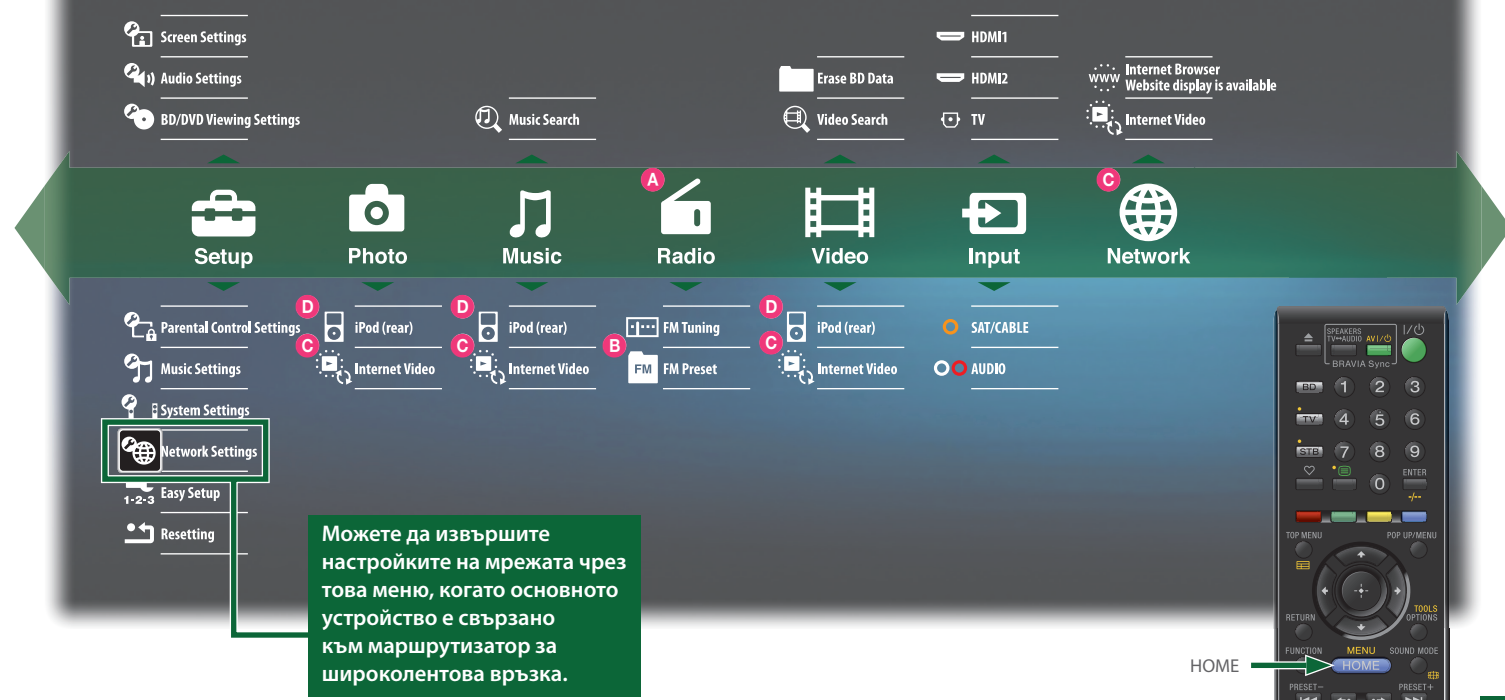 Screen Settings
Audio Settings
BD/DVD Viewing Settings
Music Search
Erase BD Data
Video Search
HDMI1
HDMI2
TV
www
Internet Browser
Website display is available
Internet Video
A
C
Setup
Photo
Music
Radio
Video
Input
Network
Parental Control Settings
Music Settings
System Settings
Network Settings
1-2-3
Easy Setup
Resetting
D
iPod (rear)
C
Internet Video
D
iPod (rear)
C
Internet Video
FM Tuning
B
FM
FM Preset
D
iPod (rear)
C
Internet Video
SAT/CABLE
AUDIO
Можете да извършите
настройките на мрежата чрез
това меню, когато основното
устройство е свързано
към маршрутизатор за
широколентова връзка.
SPEAKERS
TV↔AUDIO
AV I/⏻
I/⏻
BRAVIA Sync
BD 1 2 3
TV 4 5 6
STB 7 8 9
0 ENTER
-/--
TOP MENU
POP UP/MENU
RETURN
TOOLS
OPTIONS
FUNCTION
MENU
SOUND MODE
HOME
HOME
PRESET–
PRESET+